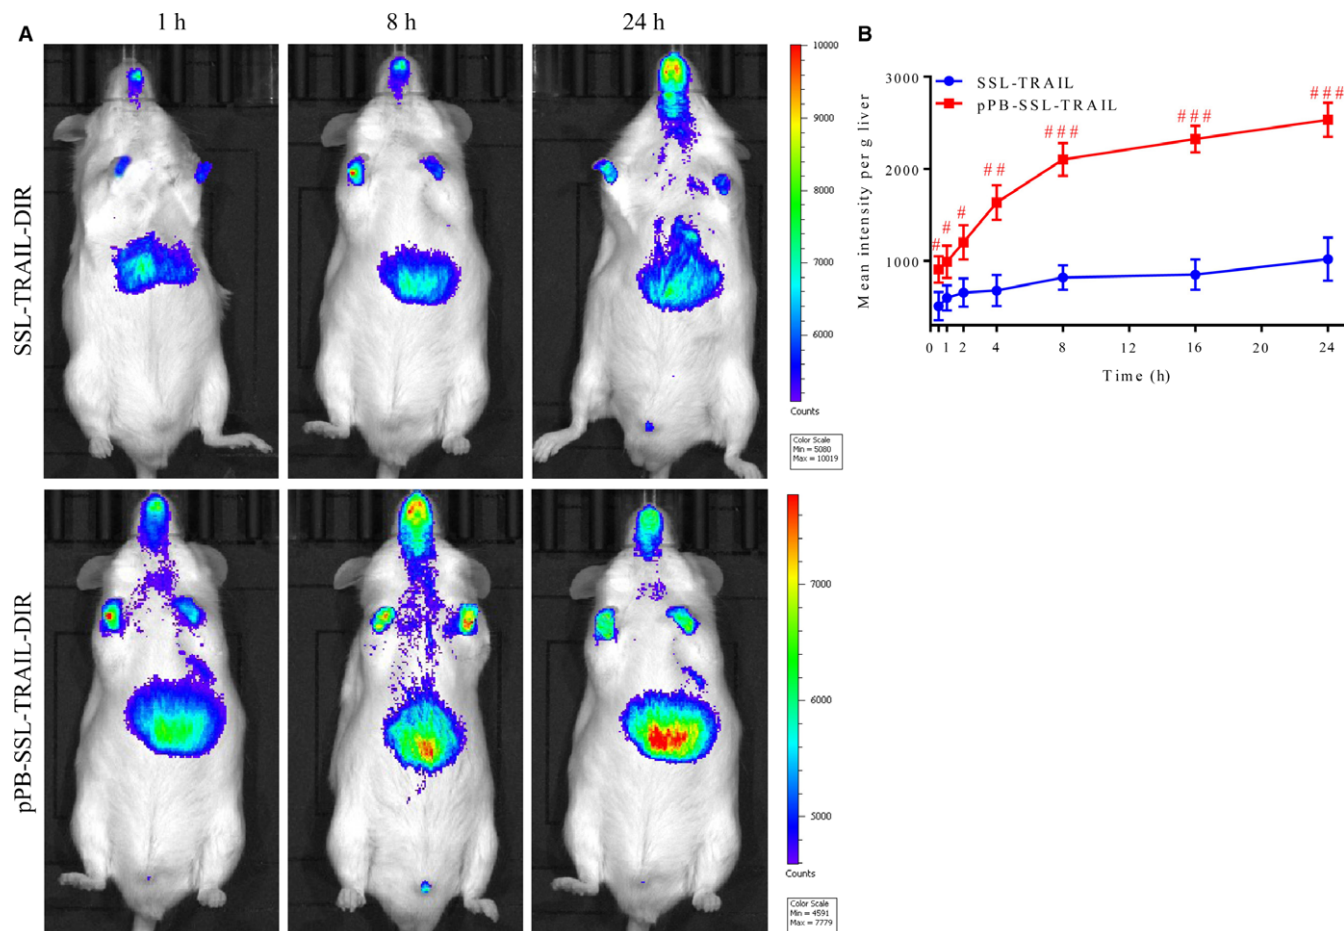 A
1 h
8 h
24 h
SSL-TRAIL-DIR
10000
9000
8000
7000
6000
Counts
Color Scale
Min = 5080
Max = 10019
pPB-SSL-TRAIL-DIR
7000
6000
5000
Counts
Color Scale
Min = 4591
Max = 7779
B
SSL-TRAIL
pPB-SSL-TRAIL
Mean intensity per liver
3000
2000
1000
#
#
#
##
###
###
###
0 1 2 4 8 12 16 20 24
Time (h)